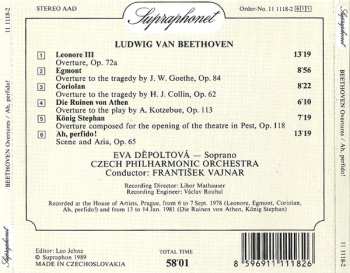 STEREO AAD
Supraphonet
Order-No. 11 1118-2 011
LUDWIG VAN BEETHOVEN
1 Leonore III 13'19
Overture, Op. 72a
2 Egmont 8'56
Overture to the tragedy by J. W. Goethe, Op. 84
3 Coriolan 8'22
Overture to the tragedy by H. J. Collin, Op. 62
4 Die Ruinen von Athen 6'10
Overture to the play by A. Kotzebue, Op. 113
5 König Stephan 7'19
Overture composed for the opening of the theatre in Pest, Op. 118
6 Ah, perfido! 13'19
Scene and Aria, Op. 65
EVA DĚPOLTOVÁ — Soprano
CZECH PHILHARMONIC ORCHESTRA
Conductor: FRANTIŠEK VAJNAR
Recording Director: Libor Mathauser
Recording Engineer: Václav Roubal
Recorded at the House of Artists, Prague, from 6 to 7 Sept. 1978 (Leonore, Egmont, Coriolan,
Ah, perfido!) and from 13 to 14 Jan. 1981 (Die Ruinen von Athen, König Stephan)
Editor: Leo Jehne
© Supraphon 1989
MADE IN CZECHOSLOVAKIA
TOTAL TIME
58'01
8 596911 111826
11 1118-2
BEETHOVEN Overtures / Ah, perfido!
Supraphonet
Supraphonet
BEETHOVEN Overtures / Ah, perfido!
11 1118-2